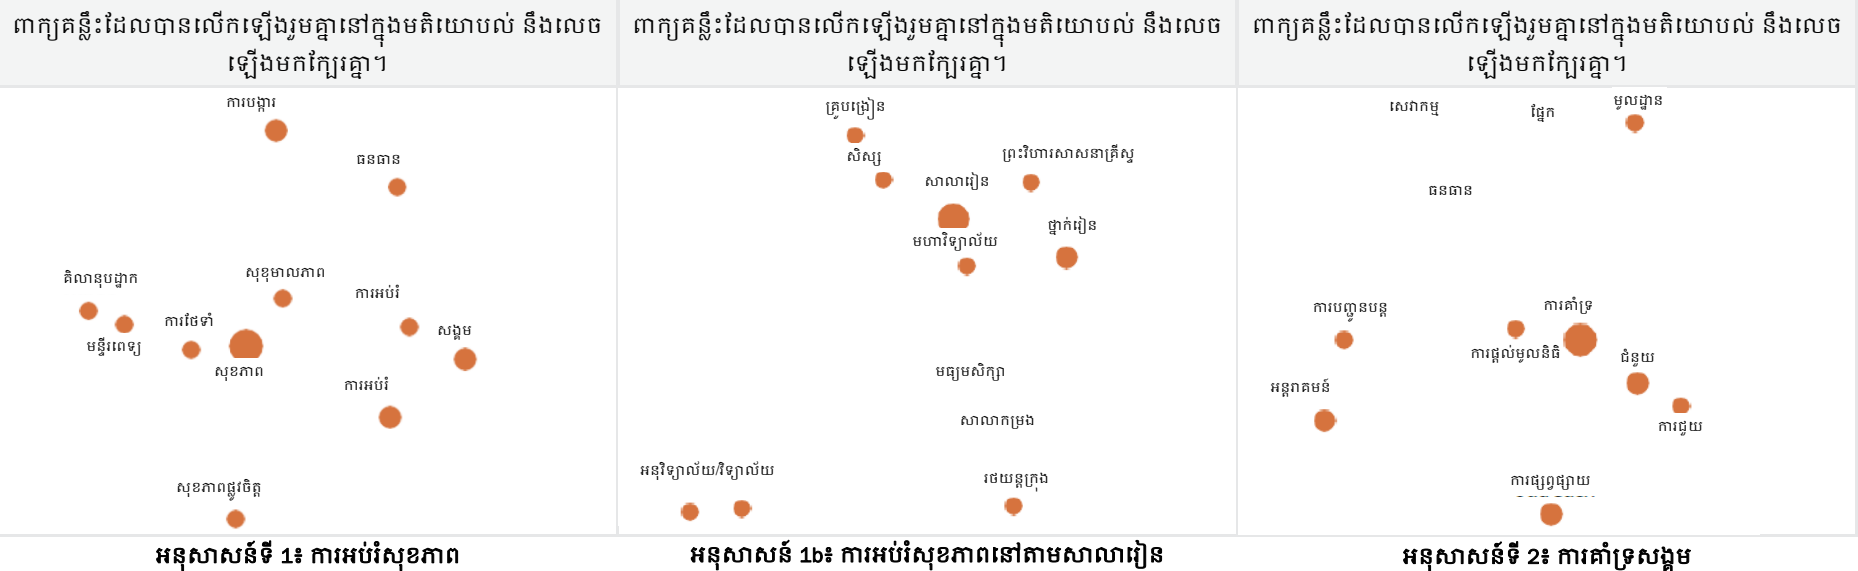 ពាក្យគន្លឹះដែលបានលើកឡើងរួមគ្នានៅក្នុងមតិយោបល់ នឹងលេច
ឡើងមកក្បែរគ្នា។
ការបង្ការ
ធនធាន
គិលានុបដ្ឋាក
សុខុមាលភាព
ការអប់រំ
ការថែទាំ
សង្គម
មន្ទីរពេទ្យ
សុខភាព
ការអប់រំ
សុខភាពផ្លូវចិត្ត
អនុសាសន៍ទី 1៖ ការអប់រំសុខភាព
ពាក្យគន្លឹះដែលបានលើកឡើងរួមគ្នានៅក្នុងមតិយោបល់ នឹងលេច
ឡើងមកក្បែរគ្នា។
គ្រូបង្រៀន
សិស្ស
ព្រះវិហារសាសនាគ្រីស្ទ
សាលារៀន
ថ្នាក់រៀន
មហាវិទ្យាល័យ
មធ្យមសិក្សា
សាលាកម្រង
អនុវិទ្យាល័យ/វិទ្យាល័យ
រថយន្តក្រុង
អនុសាសន៍ 1b៖ ការអប់រំសុខភាពនៅតាមសាលារៀន
ពាក្យគន្លឹះដែលបានលើកឡើងរួមគ្នានៅក្នុងមតិយោបល់ នឹងលេច
ឡើងមកក្បែរគ្នា។
សេវាកម្ម
ផ្នែក
មូលដ្ឋាន
ធនធាន
ការបញ្ជូនបន្ត
ការគាំទ្រ
ការផ្តល់មូលនិធិ
ជំនួយ
អន្តរាគមន៍
ការជួយ
ការផ្សព្វផ្សាយ
អនុសាសន៍ទី 2៖ ការគាំទ្រសង្គម